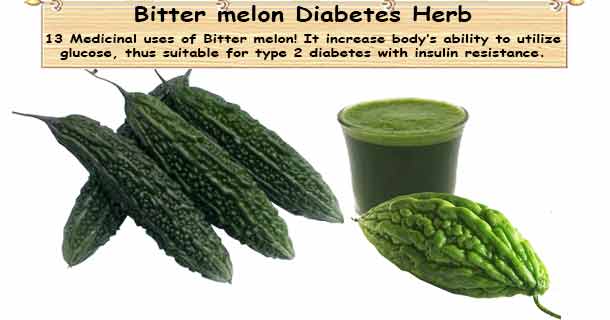 Bitter melon Diabetes Herb
13 Medicinal uses of Bitter melon! It increase body's ability to utilize
glucose, thus suitable for type 2 diabetes with insulin resistance.